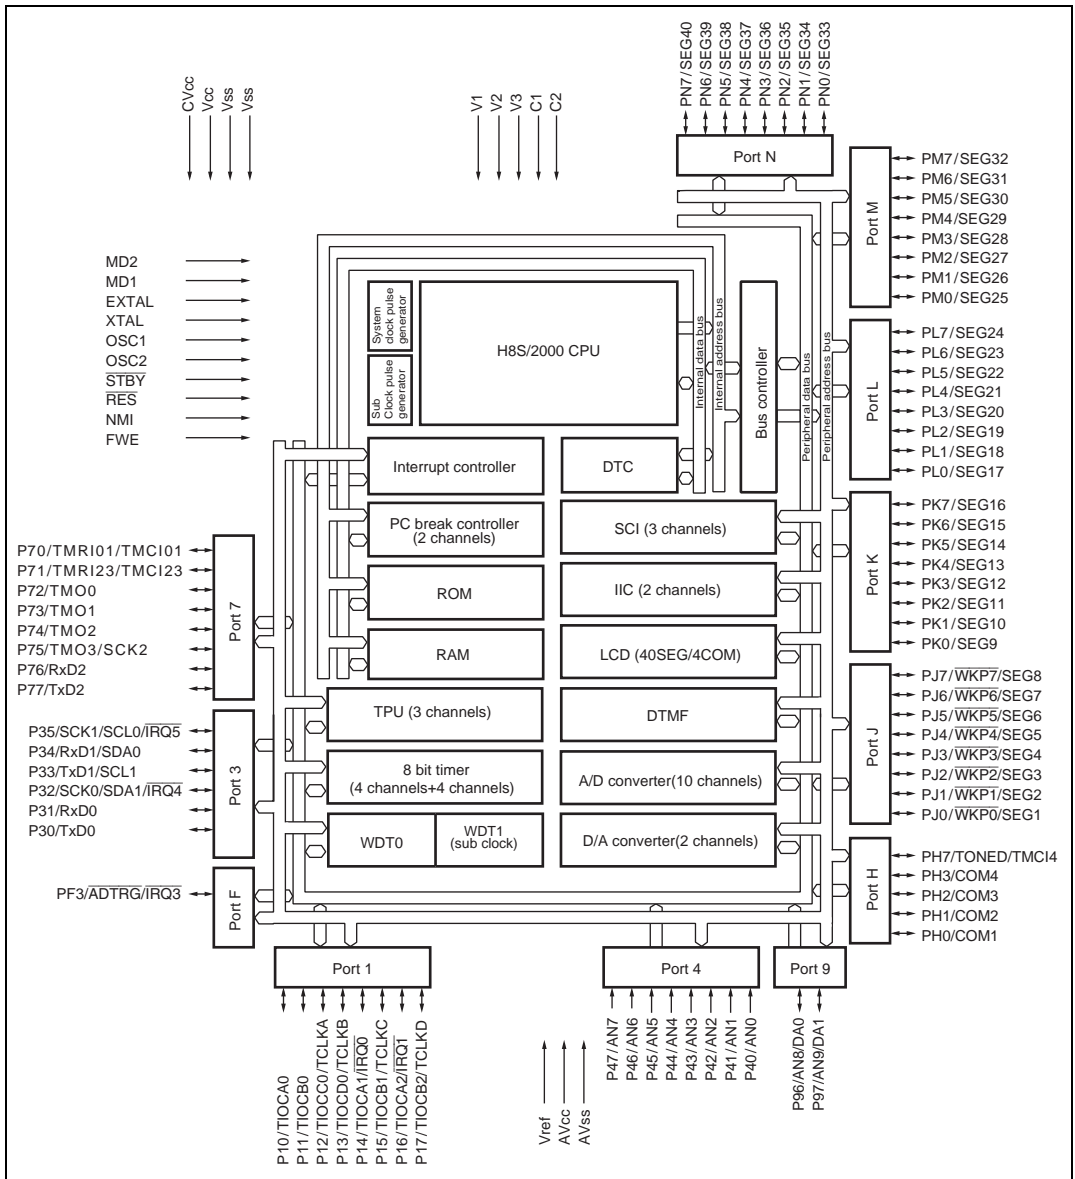 CVcc
Vcc
Vss
Vss
V1
V2
V3
C1
C2
PN7/SEG40
PN6/SEG39
PN5/SEG38
PN4/SEG37
PN3/SEG36
PN2/SEG35
PN1/SEG34
PN0/SEG33
Port N
Port M
PM7/SEG32
PM6/SEG31
PM5/SEG30
PM4/SEG29
PM3/SEG28
PM2/SEG27
PM1/SEG26
PM0/SEG25
MD2
MD1
EXTAL
XTAL
OSC1
OSC2
STBY
RES
NMI
FWE
System
clock pulse
generator
Sub
Clock pulse
generator
H8S/2000 CPU
Internal data bus
Internal address bus
Bus controller
Peripheral data bus
Peripheral address bus
Port L
PL7/SEG24
PL6/SEG23
PL5/SEG22
PL4/SEG21
PL3/SEG20
PL2/SEG19
PL1/SEG18
PL0/SEG17
Interrupt controller
DTC
PC break controller
(2 channels)
SCI (3 channels)
ROM
IIC (2 channels)
RAM
LCD (40SEG/4COM)
TPU (3 channels)
DTMF
8 bit timer
(4 channels+4 channels)
A/D converter(10 channels)
WDT0
WDT1
(sub clock)
D/A converter(2 channels)
Port K
PK7/SEG16
PK6/SEG15
PK5/SEG14
PK4/SEG13
PK3/SEG12
PK2/SEG11
PK1/SEG10
PK0/SEG9
P70/TMRI01/TMCI01
P71/TMRI23/TMCI23
P72/TMO0
P73/TMO1
P74/TMO2
P75/TMO3/SCK2
P76/RxD2
P77/TxD2
Port 7
Port J
PJ7/WKP7/SEG8
PJ6/WKP6/SEG7
PJ5/WKP5/SEG6
PJ4/WKP4/SEG5
PJ3/WKP3/SEG4
PJ2/WKP2/SEG3
PJ1/WKP1/SEG2
PJ0/WKP0/SEG1
P35/SCK1/SCL0/IRQ5
P34/RxD1/SDA0
P33/TxD1/SCL1
P32/SCK0/SDA1/IRQ4
P31/RxD0
P30/TxD0
Port 3
Port H
PH7/TONED/TMCI4
PH3/COM4
PH2/COM3
PH1/COM2
PH0/COM1
PF3/ADTRG/IRQ3
Port F
Port 1
Port 4
Port 9
P10/TIOCA0
P11/TIOCB0
P12/TIOCC0/TCLKA
P13/TIOCD0/TCLKB
P14/TIOCA1/IRQ0
P15/TIOCB1/TCLKC
P16/TIOCA2/IRQ1
P17/TIOCB2/TCLKD
Vref
AVcc
AVss
P47/AN7
P46/AN6
P45/AN5
P44/AN4
P43/AN3
P42/AN2
P41/AN1
P40/AN0
P96/AN8/DA0
P97/AN9/DA1